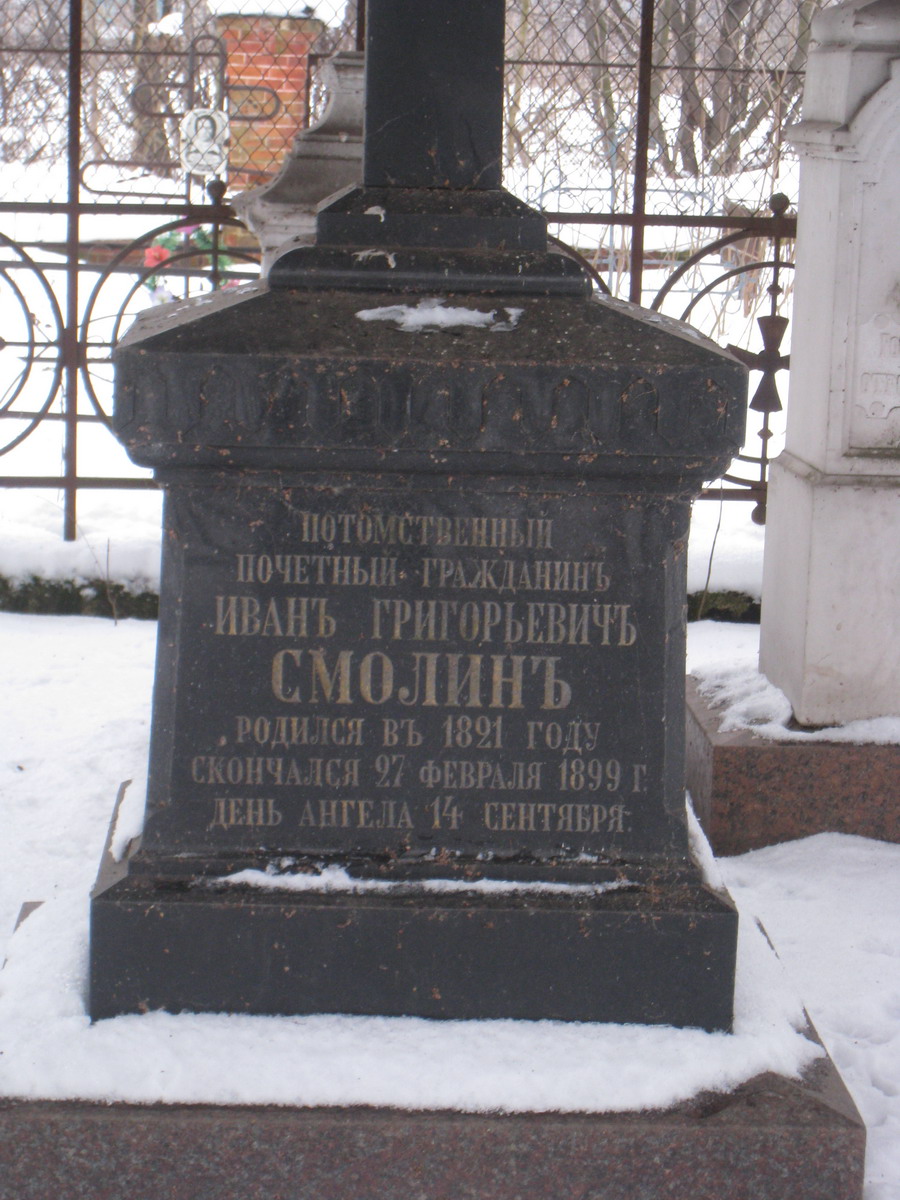 ПОТОМСТВЕННЫЙ
ПОЧЕТНЫЙ ГРАЖДАНИНЪ
ИВАНЪ ГРИГОРЬЕВИЧЪ
СМОЛИНЪ
РОДИЛСЯ ВЪ 1821 ГОДУ
СКОНЧАЛСЯ 27 ФЕВРАЛЯ 1899 Г.
ДЕНЬ АНГЕЛА 14 СЕНТЯБРЯ.